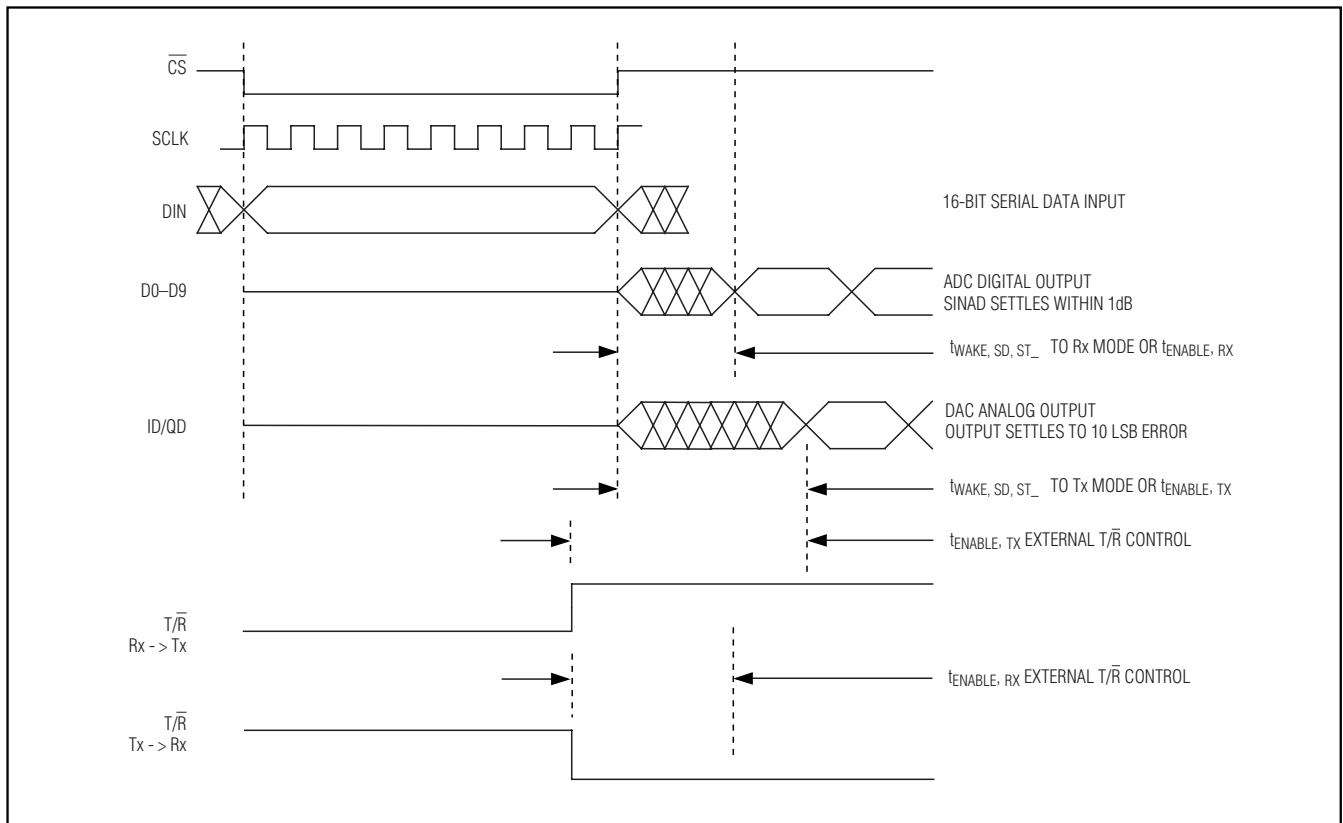 C̅S̅
SCLK
DIN
16-BIT SERIAL DATA INPUT
D0–D9
ADC DIGITAL OUTPUT
SINAD SETTLES WITHIN 1dB
tWAKE, SD, ST_ TO Rx MODE OR tENABLE, RX
ID/QD
DAC ANALOG OUTPUT
OUTPUT SETTLES TO 10 LSB ERROR
tWAKE, SD, ST_ TO Tx MODE OR tENABLE, TX
tENABLE, TX EXTERNAL T/R̅ CONTROL
T/R̅
Rx - > Tx
tENABLE, RX EXTERNAL T/R̅ CONTROL
T/R̅
Tx - > Rx